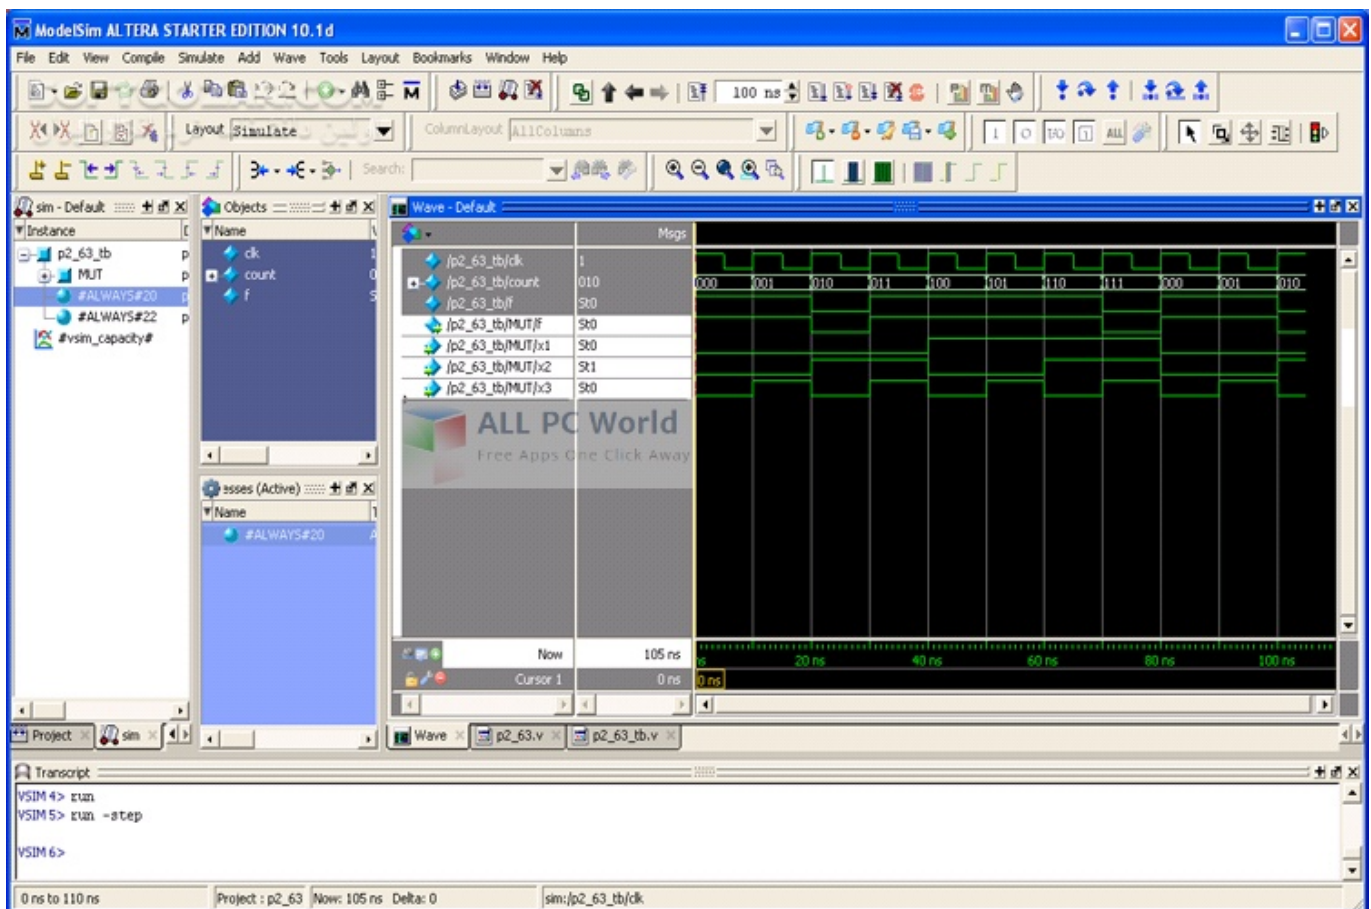 ModelSim ALTERA STARTER EDITION 10.1d
File Edit View Compile Simulate Add Wave Tools Layout Bookmarks Window Help
100 ns
Layout Simulate
ColumnLayout AllColumns
Search:
sim - Default
Instance
p2_63_tb
MUT
#ALWAYS#20
#ALWAYS#22
#vsim_capacity#
Objects
Name
clk
count
f
esses (Active)
Name
#ALWAYS#20
Wave - Default
Msgs
/p2_63_tb/clk 1
/p2_63_tb/count 010 000 001 010 011 100 101 110 111 000 001 010
/p2_63_tb/f St0
/p2_63_tb/MUT/f St0
/p2_63_tb/MUT/x1 St0
/p2_63_tb/MUT/x2 St1
/p2_63_tb/MUT/x3 St0
ALL PC World
Free Apps One Click Away
Now 105 ns 20 ns 40 ns 60 ns 80 ns 100 ns
Cursor 1 0 ns 0 ns
Project sim
Wave p2_63.v p2_63_tb.v
Transcript
VSIM 4> run
VSIM 5> run -step
VSIM 6>
0 ns to 110 ns Project : p2_63 Now: 105 ns Delta: 0 sim:/p2_63_tb/clk